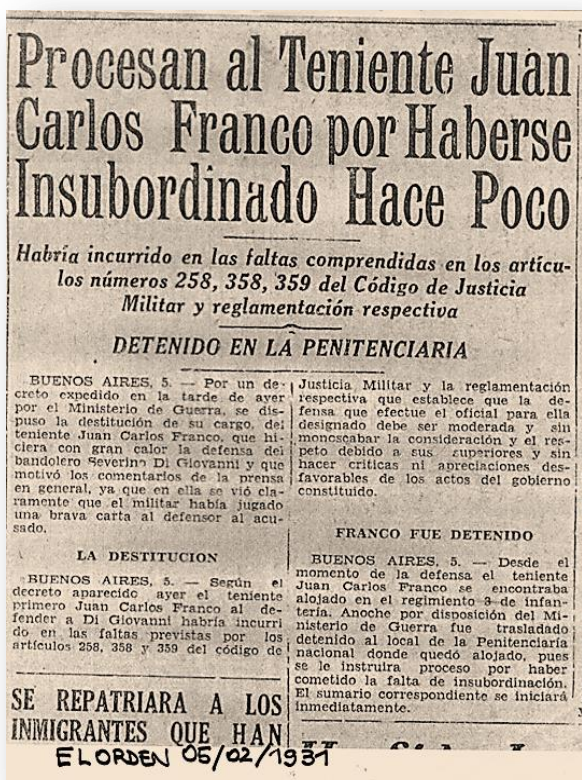 Procesan al Teniente Juan
Carlos Franco por Haberse
Insubordinado Hace Poco
Habría incurrido en las faltas comprendidas en los artícu-
los números 258, 358, 359 del Código de Justicia
Militar y reglamentación respectiva
DETENIDO EN LA PENITENCIARIA
BUENOS AIRES, 5. — Por un de-
creto expedido en la tarde de ayer
por el Ministerio de Guerra, se dis-
puso la destitución de su cargo, del
teniente Juan Carlos Franco, que hi-
ciera con gran calor la defensa del
bandolero Severino Di Giovanni y que
motivó los comentarios de la prensa
en general, ya que en ella se vió cla-
ramente que el militar había jugado
una brava carta al defensor al acu-
sado.
LA DESTITUCION
BUENOS AIRES, 5. — Según el
decreto aparecido ayer el teniente
primero Juan Carlos Franco al de-
fender a Di Giovanni habría incurri
do en las faltas previstas por los
artículos 258, 358 y 359 del código de
Justicia Militar y la reglamentación
respectiva que establece que la de-
fensa que efectue el oficial para ella
designado debe ser moderada y sin
monoscabar la consideración y el res-
peto debido a sus superiores y sin
hacer criticas ni apreciaciones des-
favorables de los actos del gobierno
constituido.
FRANCO FUE DETENIDO
BUENOS AIRES, 5. — Desde el
momento de la defensa el teniente
Juan Carlos Franco se encontraba
alojado en el regimiento 3 de infan-
tería. Anoche por disposición del Mi-
nisterio de Guerra fue trasladado
detenido al local de la Penitenciaría
nacional donde quedó alojado, pues
se le instruira proceso por haber
cometido la falta de insubordinación.
El sumario correspondiente se iniciará
inmediatamente.
SE REPATRIARA A LOS
INMIGRANTES QUE HAN
EL ORDEN 05/02/1931